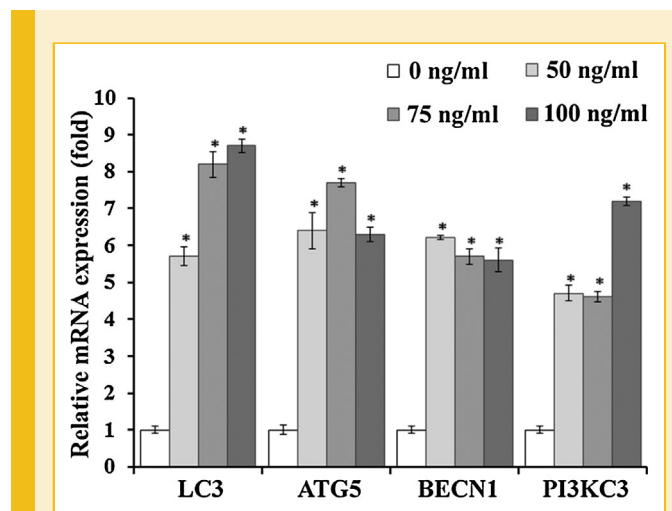 0 ng/ml 50 ng/ml
75 ng/ml 100 ng/ml
Relative mRNA expression (fold)
10
9
8
7
6
5
4
3
2
1
0
* * *
* * *
* * *
* * *
LC3 ATG5 BECN1 PI3KC3